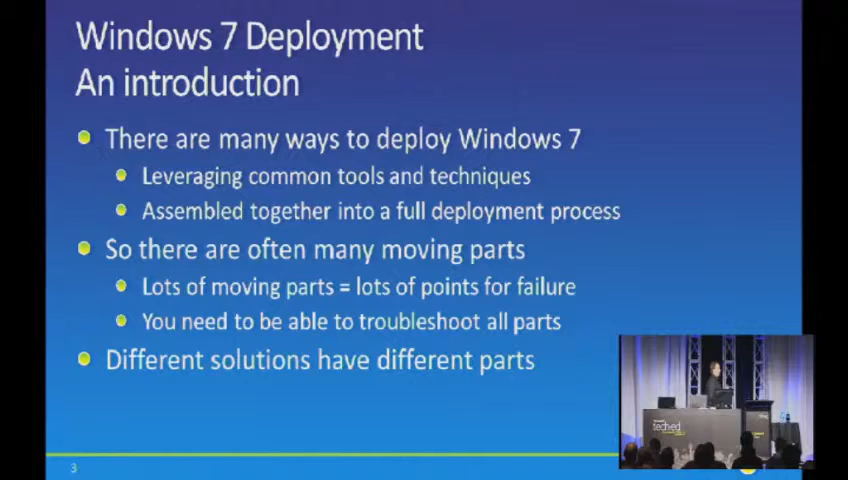 Windows 7 Deployment
An introduction
There are many ways to deploy Windows 7
Leveraging common tools and techniques
Assembled together into a full deployment process
So there are often many moving parts
Lots of moving parts = lots of points for failure
You need to be able to troubleshoot all parts
Different solutions have different parts
3
tech·ed